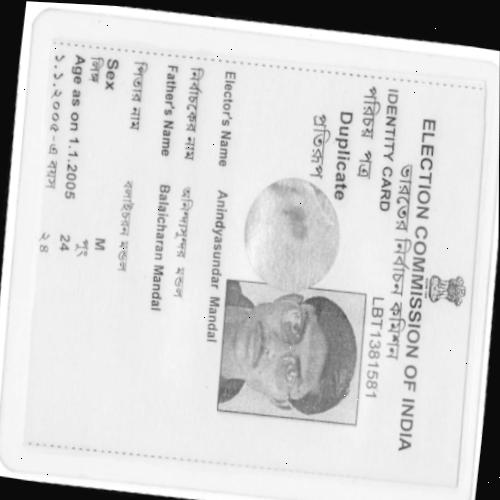 ELECTION COMMISSION OF INDIA
ভারতের নির্বাচন কমিশন
IDENTITY CARD
LBT1381581
পরিচয় পত্র
Duplicate
প্রতিরূপ
Elector's Name Anindyasundar Mandal
নির্বাচকের নাম অনিন্দ্যসুন্দর মন্ডল
Father's Name Balaicharan Mandal
পিতার নাম বলাইচরন মন্ডল
Sex M
লিঙ্গ পুং
Age as on 1.1.2005 24
১.১.২০০৫-এ বয়স ২৪